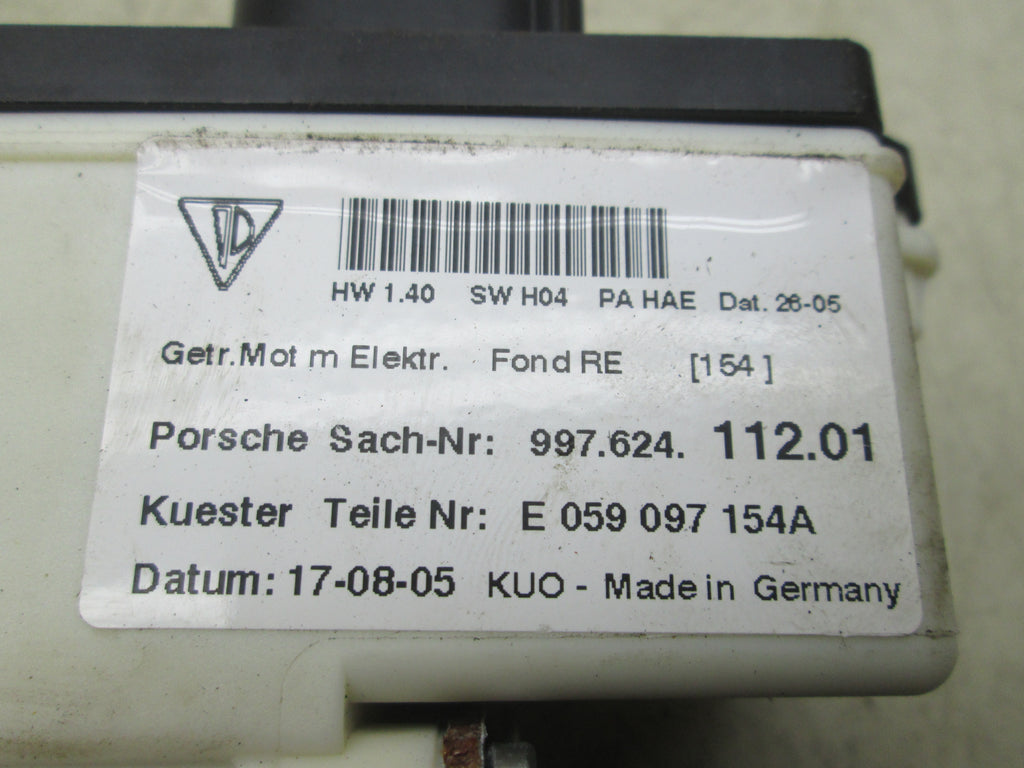 HW 1.40 SW H04 PA HAE Dat. 26-05
Getr.Mot m Elektr. Fond RE [154]
Porsche Sach-Nr: 997.624. 112.01
Kuester Teile Nr: E 059 097 154A
Datum: 17-08-05 KUO - Made in Germany